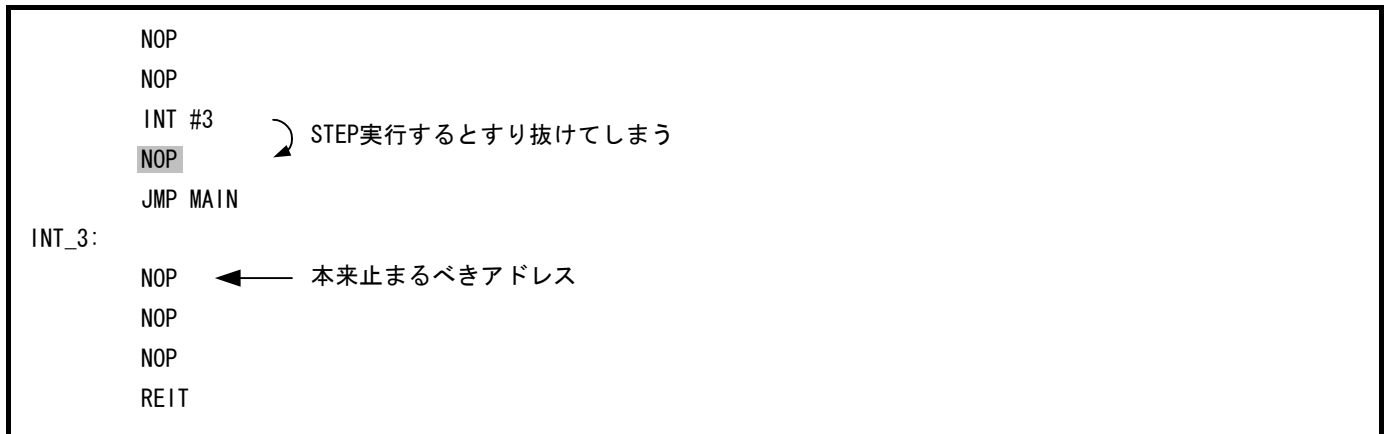 NOP
NOP
INT #3
STEP実行するとすり抜けてしまう
NOP
JMP MAIN
INT_3:
NOP 本来止まるべきアドレス
NOP
NOP
REIT